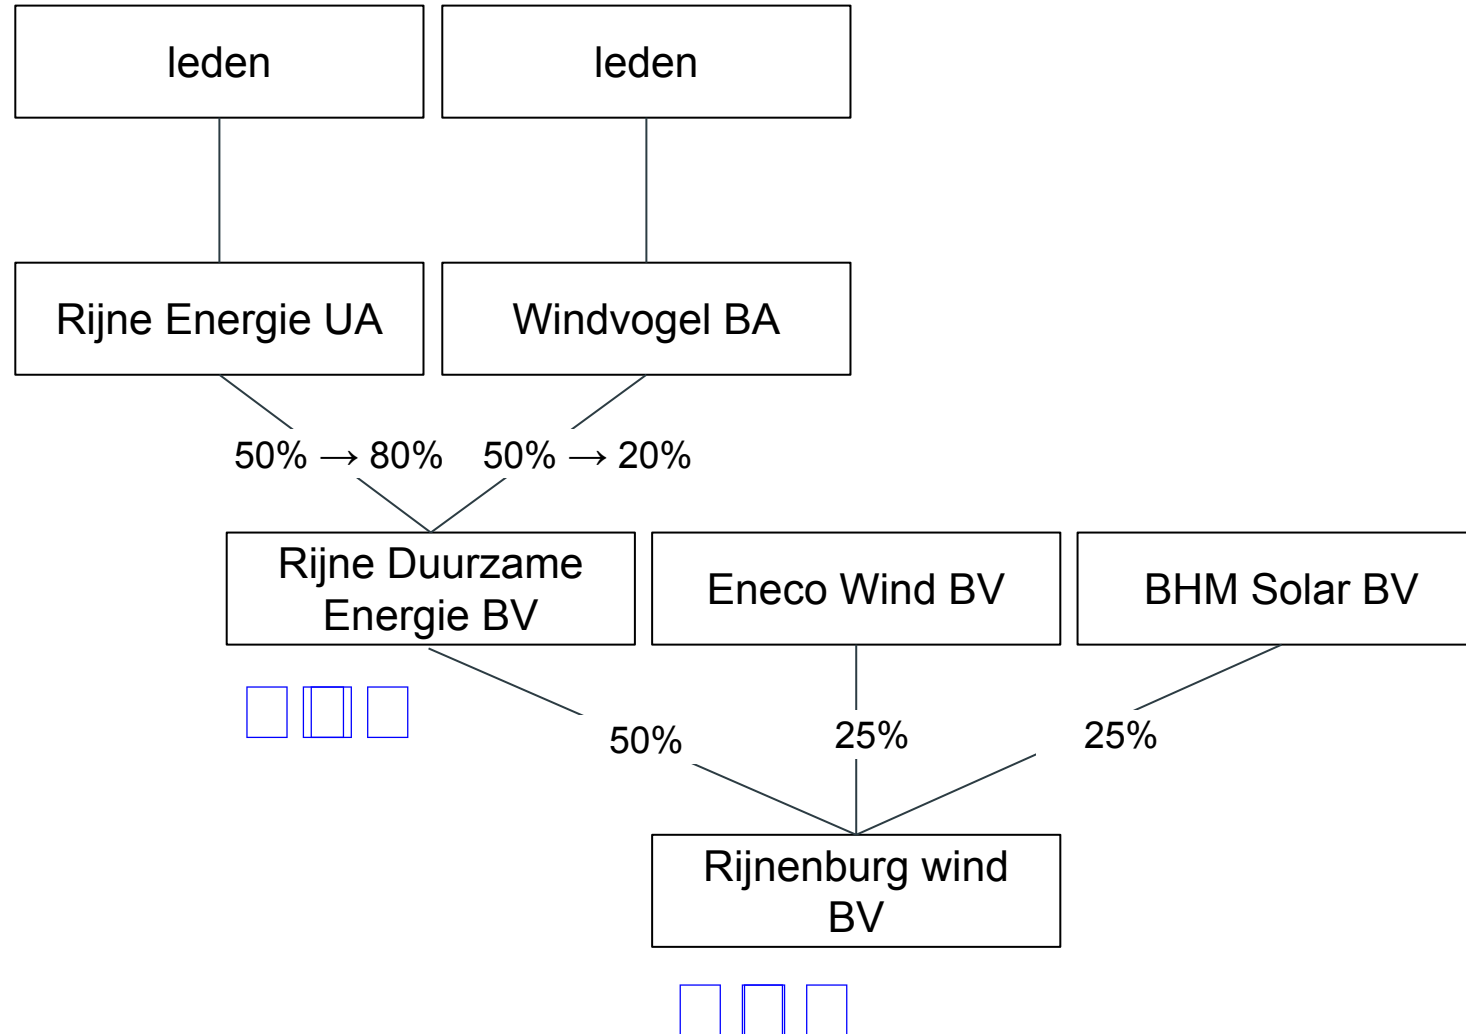 leden
leden
Rijne Energie UA
Windvogel BA
50% → 80%
50% → 20%
Rijne Duurzame
Energie BV
Eneco Wind BV
BHM Solar BV
50%
25%
25%
Rijnenburg wind
BV